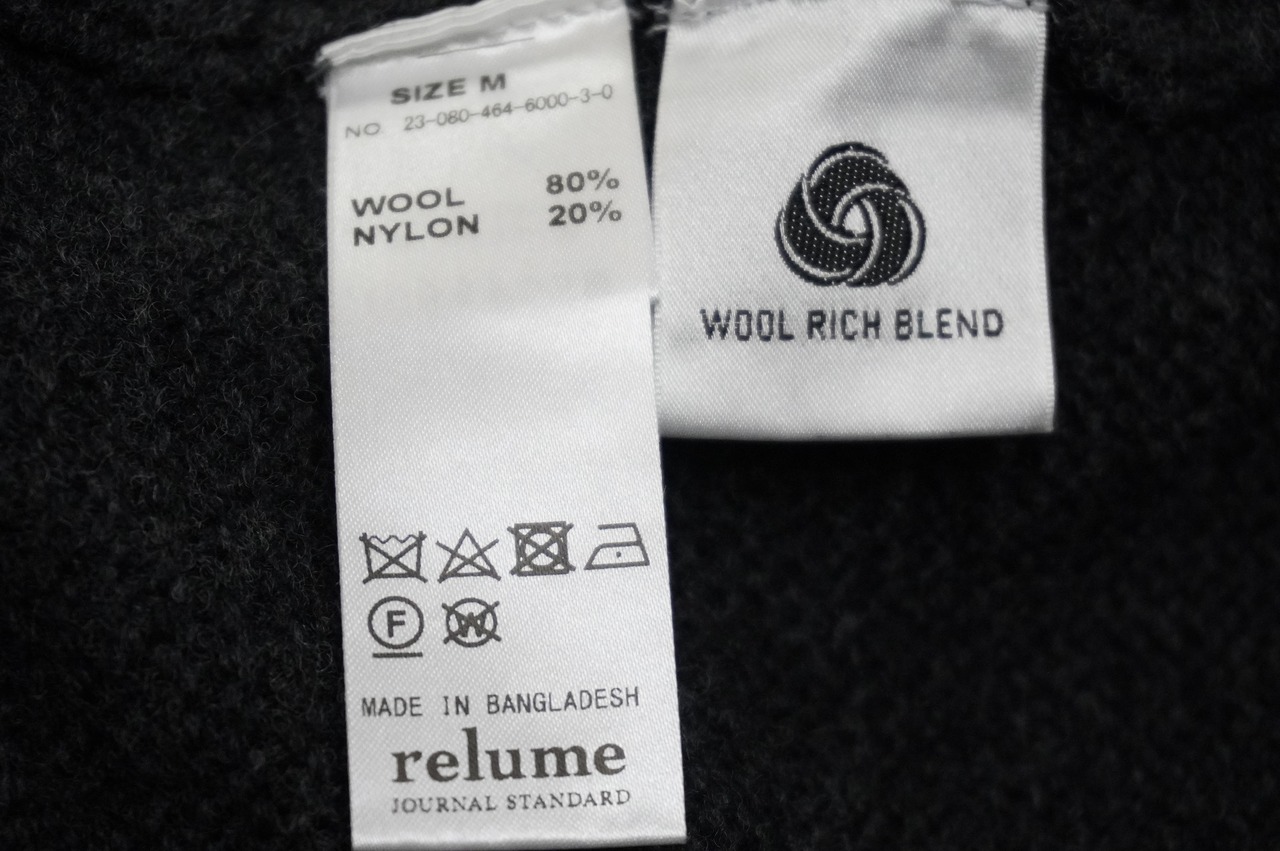 SIZE M
NO 23-080-464-6000-3-0
WOOL 80%
NYLON 20%
F
W
MADE IN BANGLADESH
relume
JOURNAL STANDARD
WOOL RICH BLEND